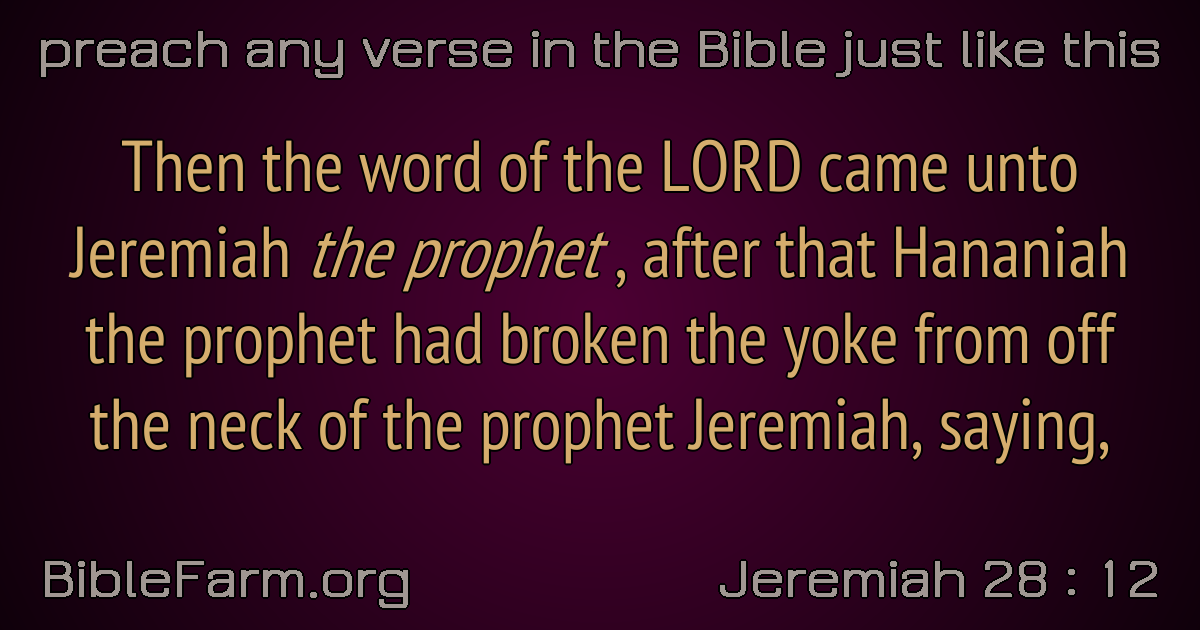 preach any verse in the Bible just like this
Then the word of the LORD came unto
Jeremiah the prophet , after that Hananiah
the prophet had broken the yoke from off
the neck of the prophet Jeremiah, saying,
BibleFarm.org
Jeremiah 28 : 12